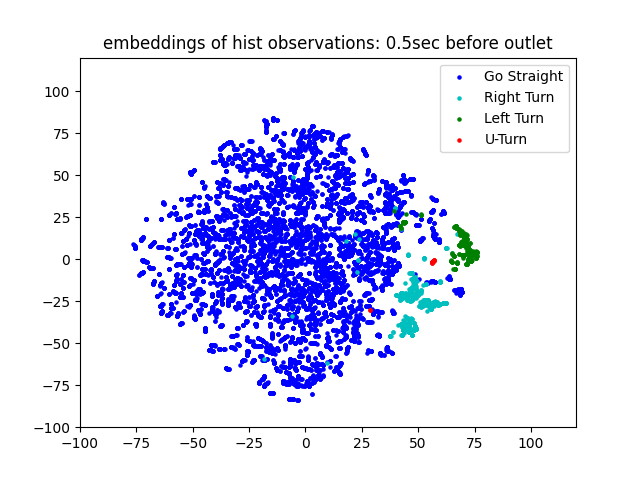 embeddings of hist observations: 0.5sec before outlet
Go Straight
Right Turn
Left Turn
U-Turn
100
75
50
25
0
−25
−50
−75
−100
−100 −75 −50 −25 0 25 50 75 100